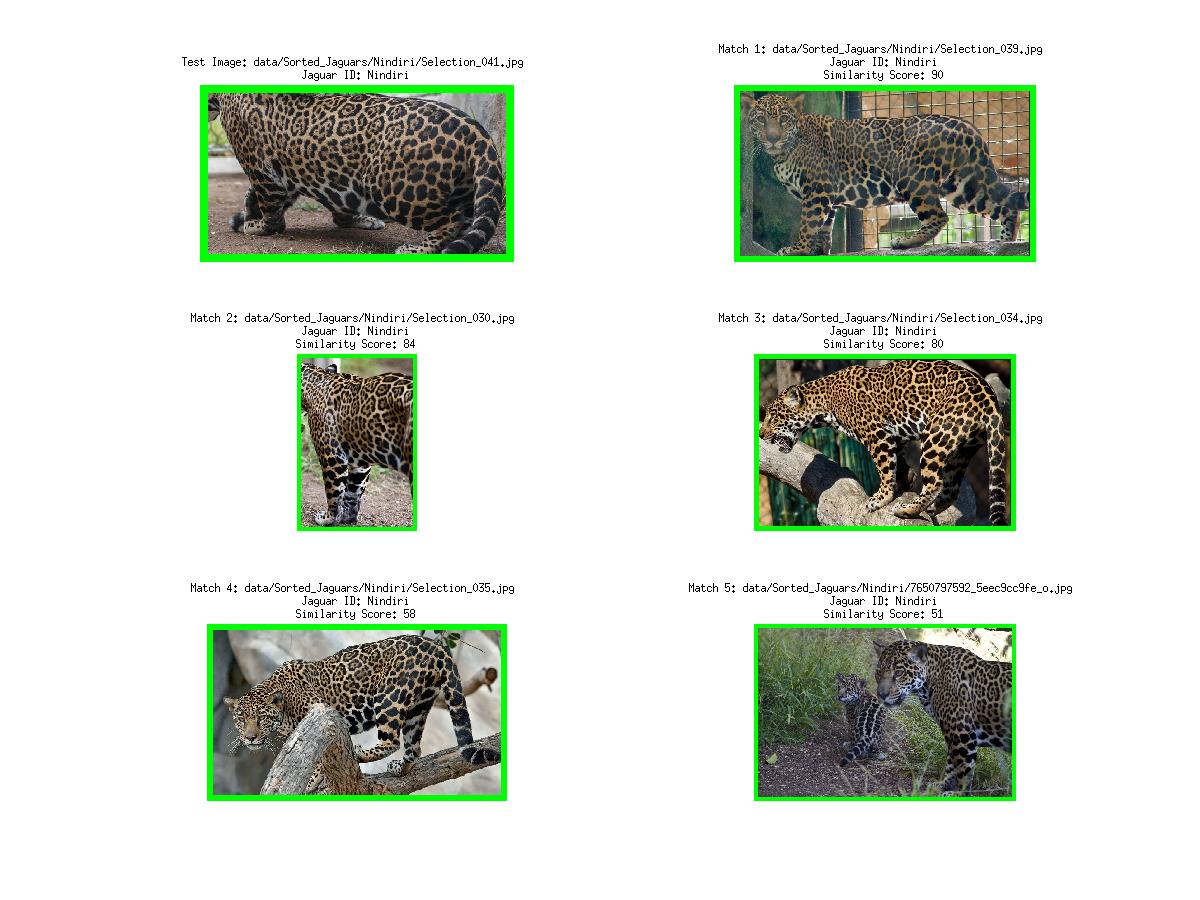 Test Image: data/Sorted_Jaguars/Nindiri/Selection_041.jpg
Jaguar ID: Nindiri
Match 1: data/Sorted_Jaguars/Nindiri/Selection_039.jpg
Jaguar ID: Nindiri
Similarity Score: 90
Match 2: data/Sorted_Jaguars/Nindiri/Selection_030.jpg
Jaguar ID: Nindiri
Similarity Score: 84
Match 3: data/Sorted_Jaguars/Nindiri/Selection_034.jpg
Jaguar ID: Nindiri
Similarity Score: 80
Match 4: data/Sorted_Jaguars/Nindiri/Selection_035.jpg
Jaguar ID: Nindiri
Similarity Score: 58
Match 5: data/Sorted_Jaguars/Nindiri/7650797592_5eec9cc9fe_o.jpg
Jaguar ID: Nindiri
Similarity Score: 51